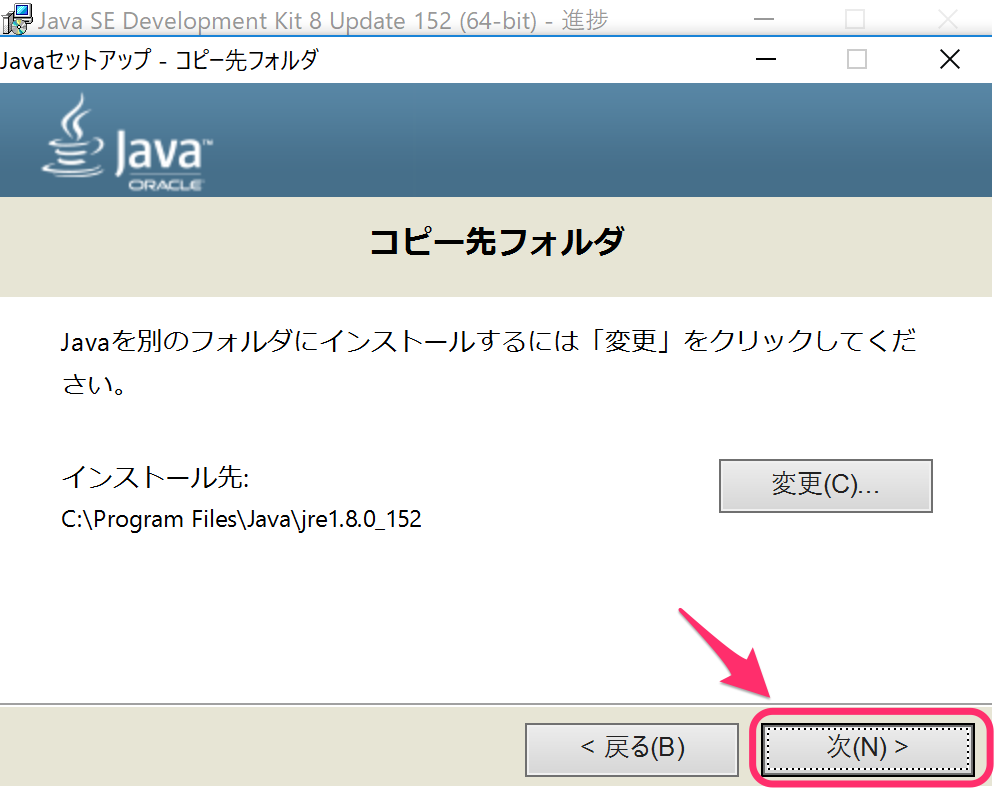 Java SE Development Kit 8 Update 152 (64-bit) - 進捗
Javaセットアップ - コピー先フォルダ
Java™
ORACLE
コピー先フォルダ
Javaを別のフォルダにインストールするには「変更」をクリックしてくだ
さい。
インストール先:
変更(C)...
C:\Program Files\Java\jre1.8.0_152
< 戻る(B)
次(N) >